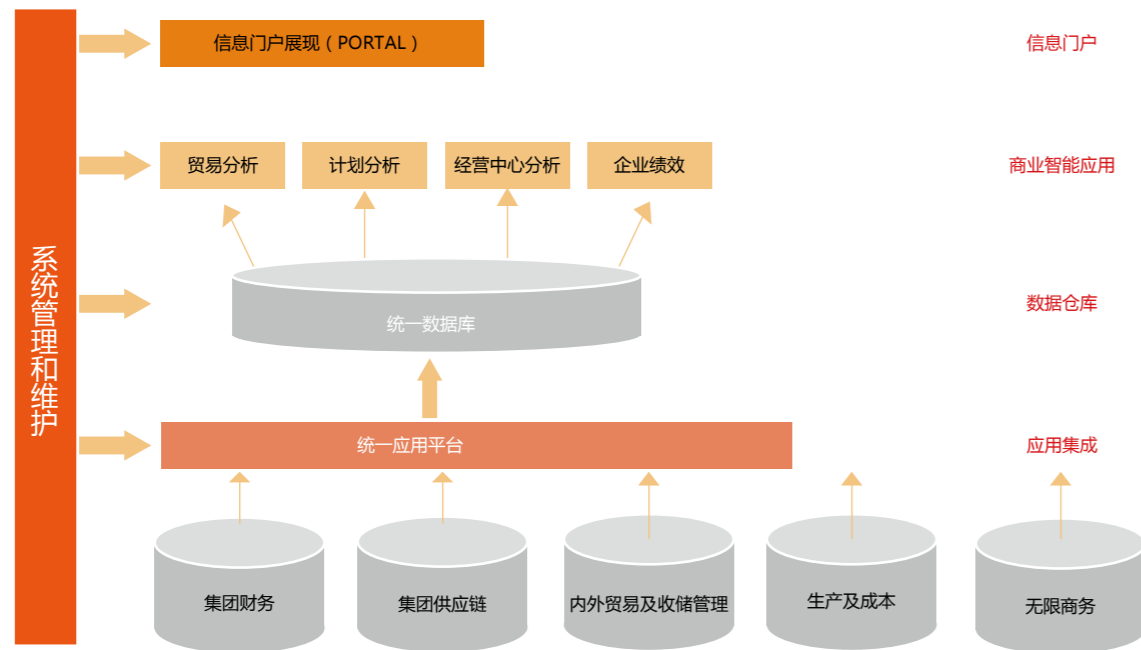 系统管理和维护
信息门户展现（PORTAL）
信息门户
贸易分析
计划分析
经营中心分析
企业绩效
商业智能应用
统一数据库
数据仓库
统一应用平台
应用集成
集团财务
集团供应链
内外贸易及收储管理
生产及成本
无限商务